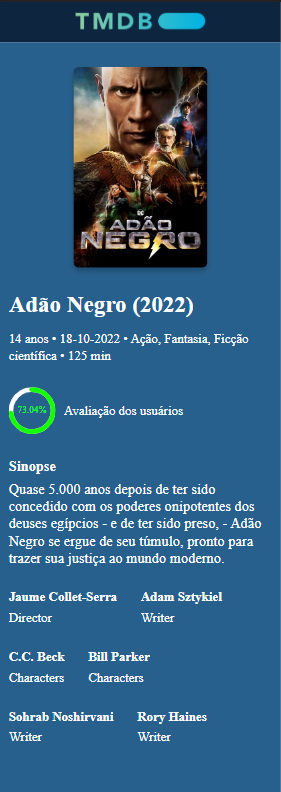 TMDB
DC
ADÃO
NEGRO
Adão Negro (2022)
14 anos • 18-10-2022 • Ação, Fantasia, Ficção
científica • 125 min
73.04%
Avaliação dos usuários
Sinopse
Quase 5.000 anos depois de ter sido
concedido com os poderes onipotentes dos
deuses egípcios - e de ter sido preso, - Adão
Negro se ergue de seu túmulo, pronto para
trazer sua justiça ao mundo moderno.
Jaume Collet-Serra Adam Sztykiel
Director Writer
C.C. Beck Bill Parker
Characters Characters
Sohrab Noshirvani Rory Haines
Writer Writer